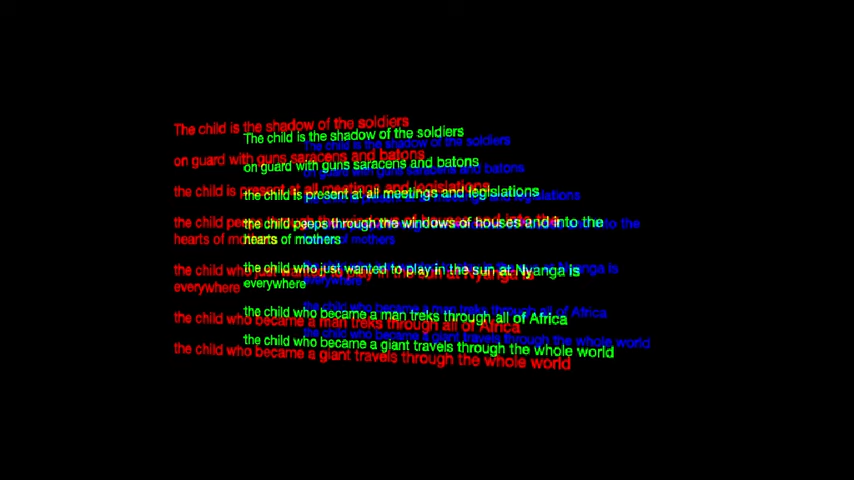 The child is the shadow of the soldiers
on guard with guns saracens and batons
the child is present at all meetings and legislations
the child peeps through the windows of houses and into the
hearts of mothers
the child who just wanted to play in the sun at Nyanga is
everywhere
the child who became a man treks through all of Africa
the child who became a giant travels through the whole world